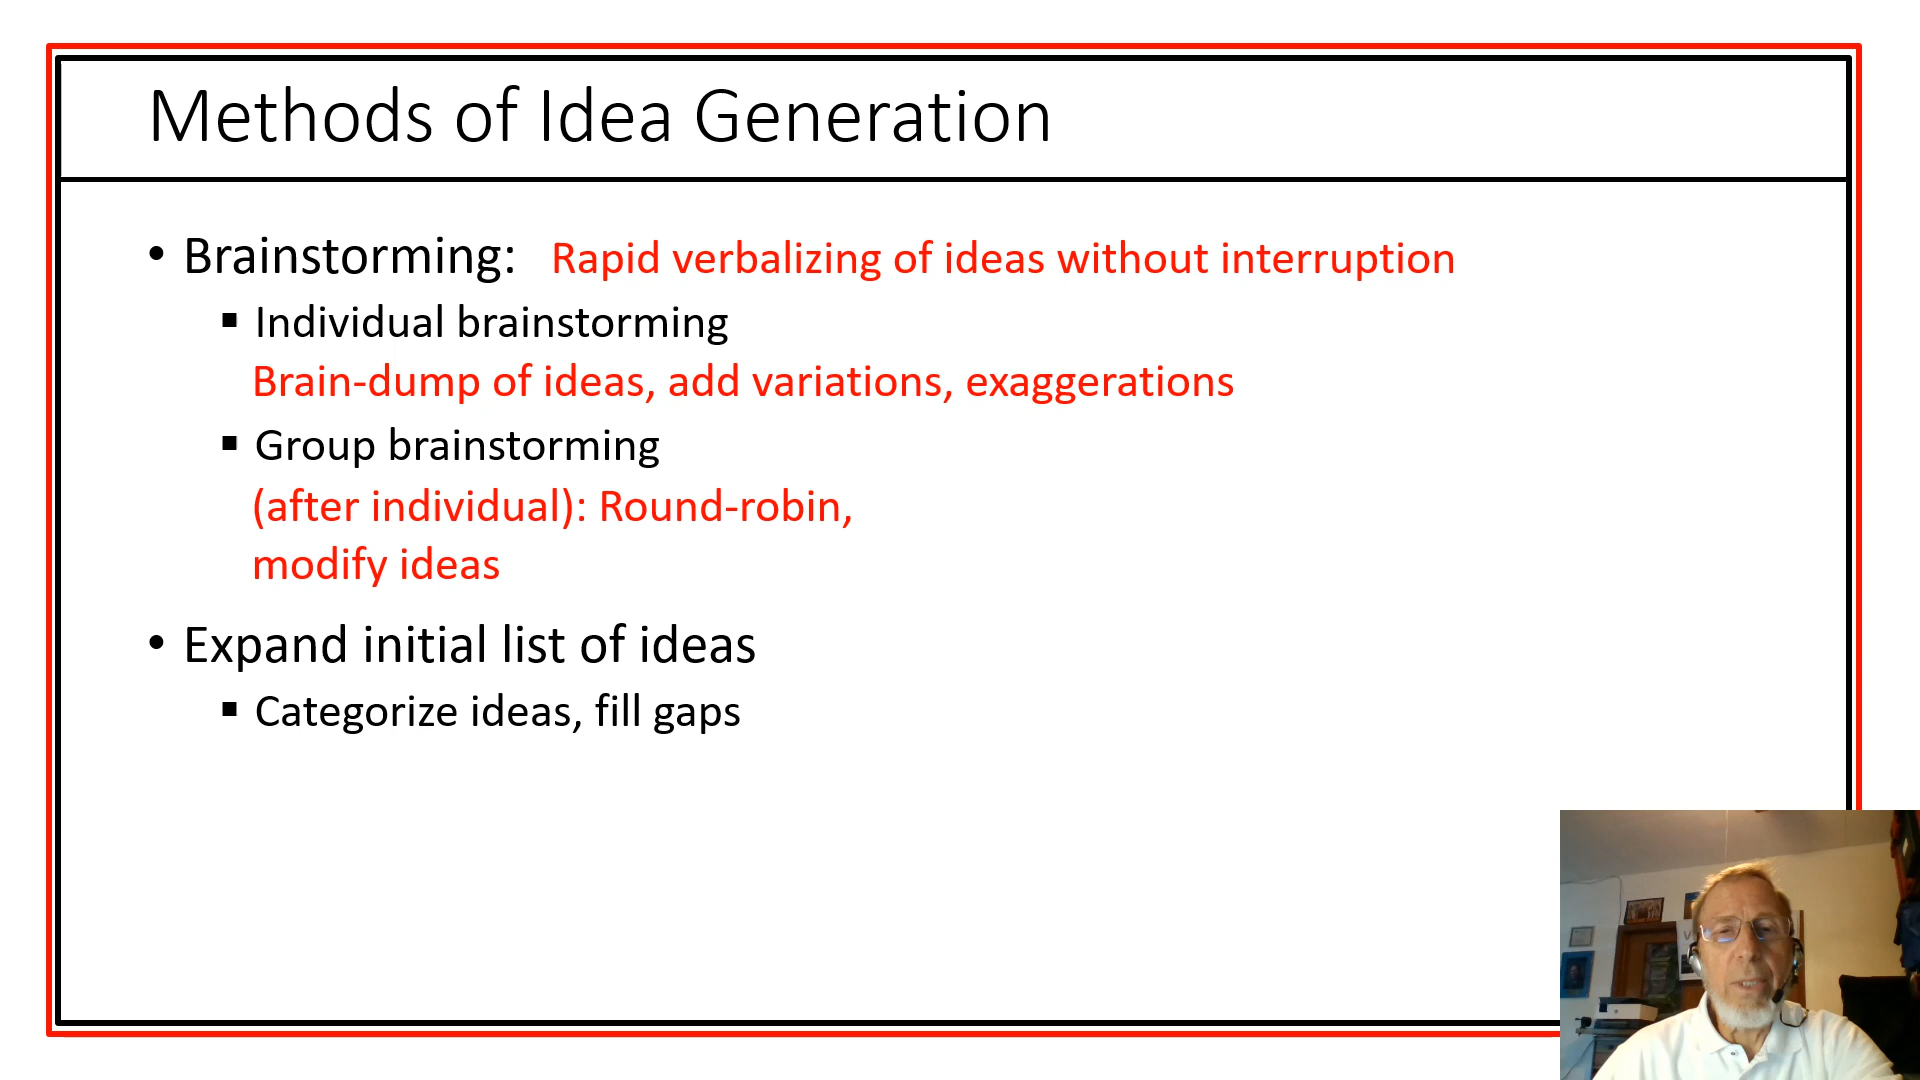 Methods of Idea Generation
• Brainstorming: Rapid verbalizing of ideas without interruption
▪ Individual brainstorming
Brain-dump of ideas, add variations, exaggerations
▪ Group brainstorming
(after individual): Round-robin,
modify ideas
• Expand initial list of ideas
▪ Categorize ideas, fill gaps